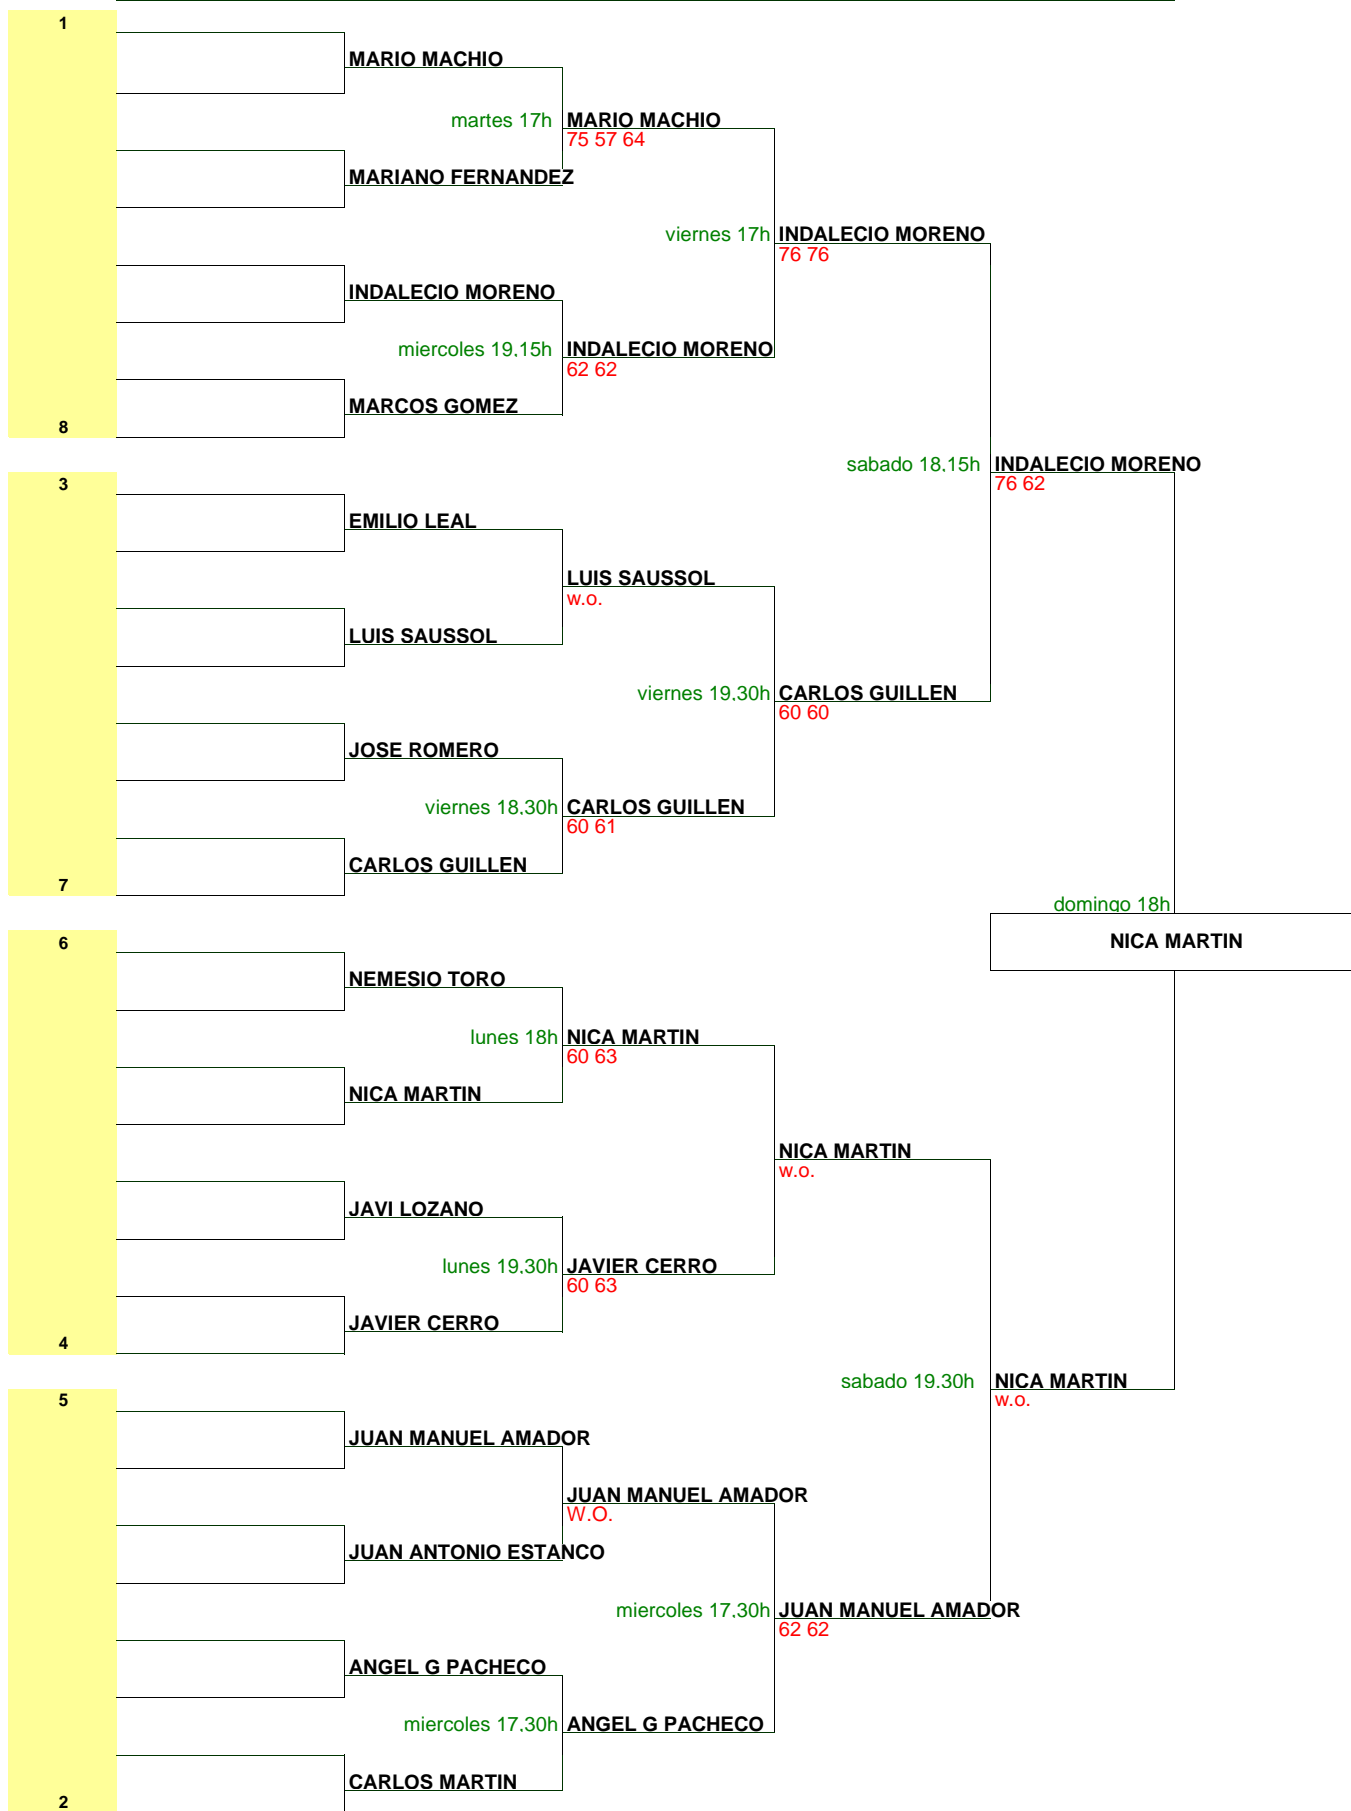 1
MARIO MACHIO
martes 17h
MARIO MACHIO
75 57 64
MARIANO FERNANDEZ
viernes 17h
INDALECIO MORENO
76 76
INDALECIO MORENO
miercoles 19,15h
INDALECIO MORENO
62 62
MARCOS GOMEZ
8
sabado 18,15h
INDALECIO MORENO
76 62
3
EMILIO LEAL
LUIS SAUSSOL
w.o.
LUIS SAUSSOL
viernes 19,30h
CARLOS GUILLEN
60 60
JOSE ROMERO
viernes 18,30h
CARLOS GUILLEN
60 61
CARLOS GUILLEN
7
domingo 18h
NICA MARTIN
6
NEMESIO TORO
lunes 18h
NICA MARTIN
60 63
NICA MARTIN
NICA MARTIN
w.o.
JAVI LOZANO
lunes 19,30h
JAVIER CERRO
60 63
JAVIER CERRO
4
sabado 19,30h
NICA MARTIN
w.o.
5
JUAN MANUEL AMADOR
JUAN MANUEL AMADOR
W.O.
JUAN ANTONIO ESTANCO
miercoles 17,30h
JUAN MANUEL AMADOR
62 62
ANGEL G PACHECO
miercoles 17,30h
ANGEL G PACHECO
CARLOS MARTIN
2